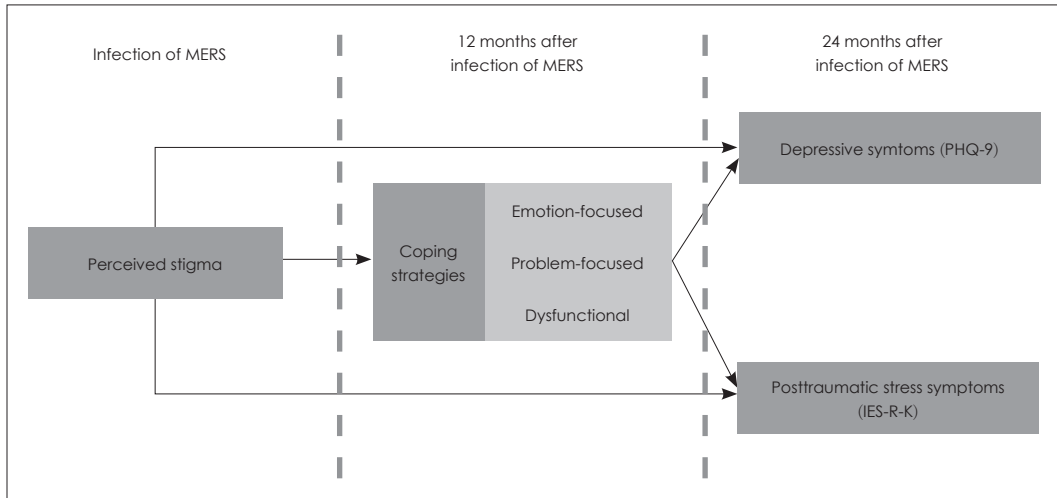 Infection of MERS
12 months after
infection of MERS
24 months after
infection of MERS
Depressive symtoms (PHQ-9)
Perceived stigma
Coping
strategies
Emotion-focused
Problem-focused
Dysfunctional
Posttraumatic stress symptoms
(IES-R-K)